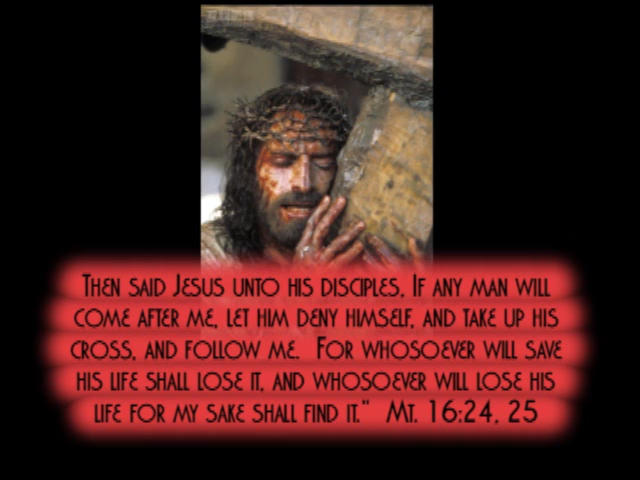 Then said Jesus unto his disciples, If any man will
come after me, let him deny himself, and take up his
cross, and follow me. For whosoever will save
his life shall lose it, and whosoever will lose his
life for my sake shall find it." Mt. 16:24, 25